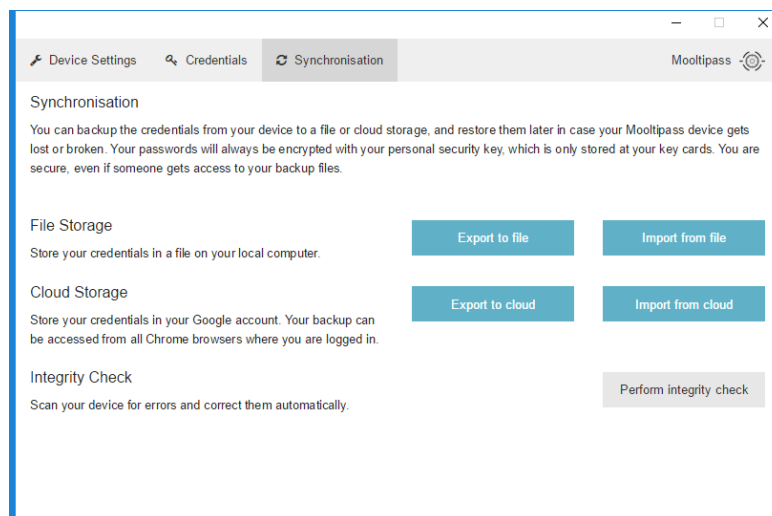 Device Settings
Credentials
Synchronisation
Mooltipass
Synchronisation
You can backup the credentials from your device to a file or cloud storage, and restore them later in case your Mooltipass device gets
lost or broken. Your passwords will always be encrypted with your personal security key, which is only stored at your key cards. You are
secure, even if someone gets access to your backup files.
File Storage
Store your credentials in a file on your local computer.
Export to file
Import from file
Cloud Storage
Store your credentials in your Google account. Your backup can
be accessed from all Chrome browsers where you are logged in.
Export to cloud
Import from cloud
Integrity Check
Scan your device for errors and correct them automatically.
Perform integrity check